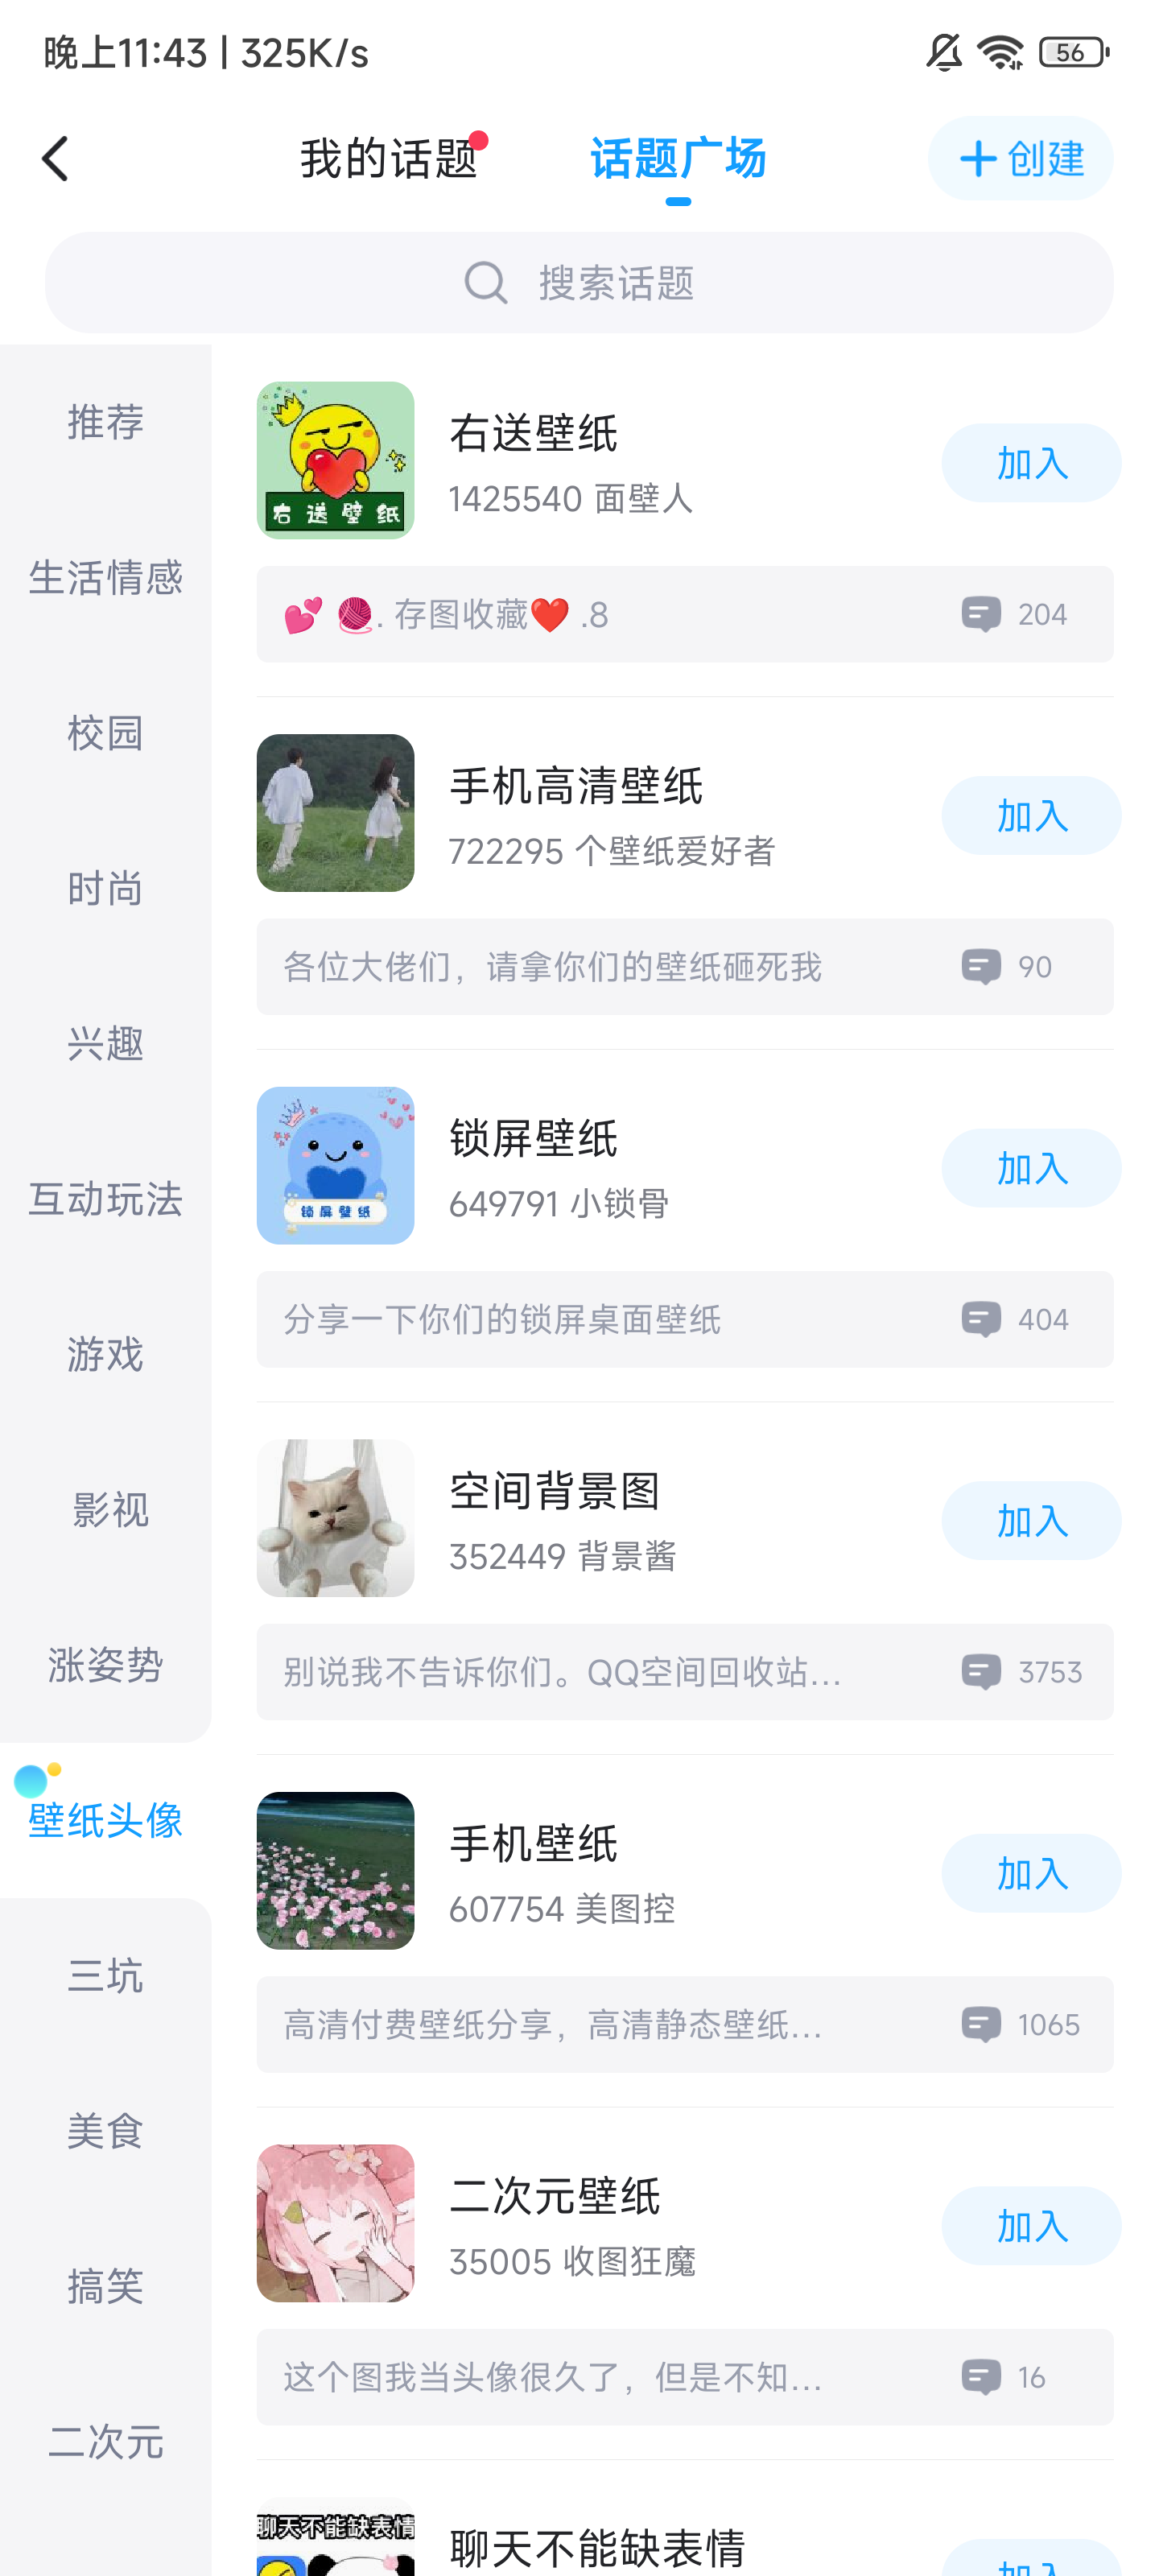 晚上11:43 | 325K/s
56
我的话题
话题广场
创建
搜索话题
推荐
生活情感
校园
时尚
兴趣
互动玩法
游戏
影视
涨姿势
壁纸头像
三坑
美食
搞笑
二次元
右送壁纸
右送壁纸
1425540 面壁人
加入
💕 🧶. 存图收藏❤️ .8
204
手机高清壁纸
722295 个壁纸爱好者
加入
各位大佬们，请拿你们的壁纸砸死我
90
锁屏壁纸
锁屏壁纸
649791 小锁骨
加入
分享一下你们的锁屏桌面壁纸
404
空间背景图
352449 背景酱
加入
别说我不告诉你们。QQ空间回收站...
3753
手机壁纸
607754 美图控
加入
高清付费壁纸分享，高清静态壁纸...
1065
二次元壁纸
35005 收图狂魔
加入
这个图我当头像很久了，但是不知...
16
聊天不能缺表情
聊天不能缺表情
加入